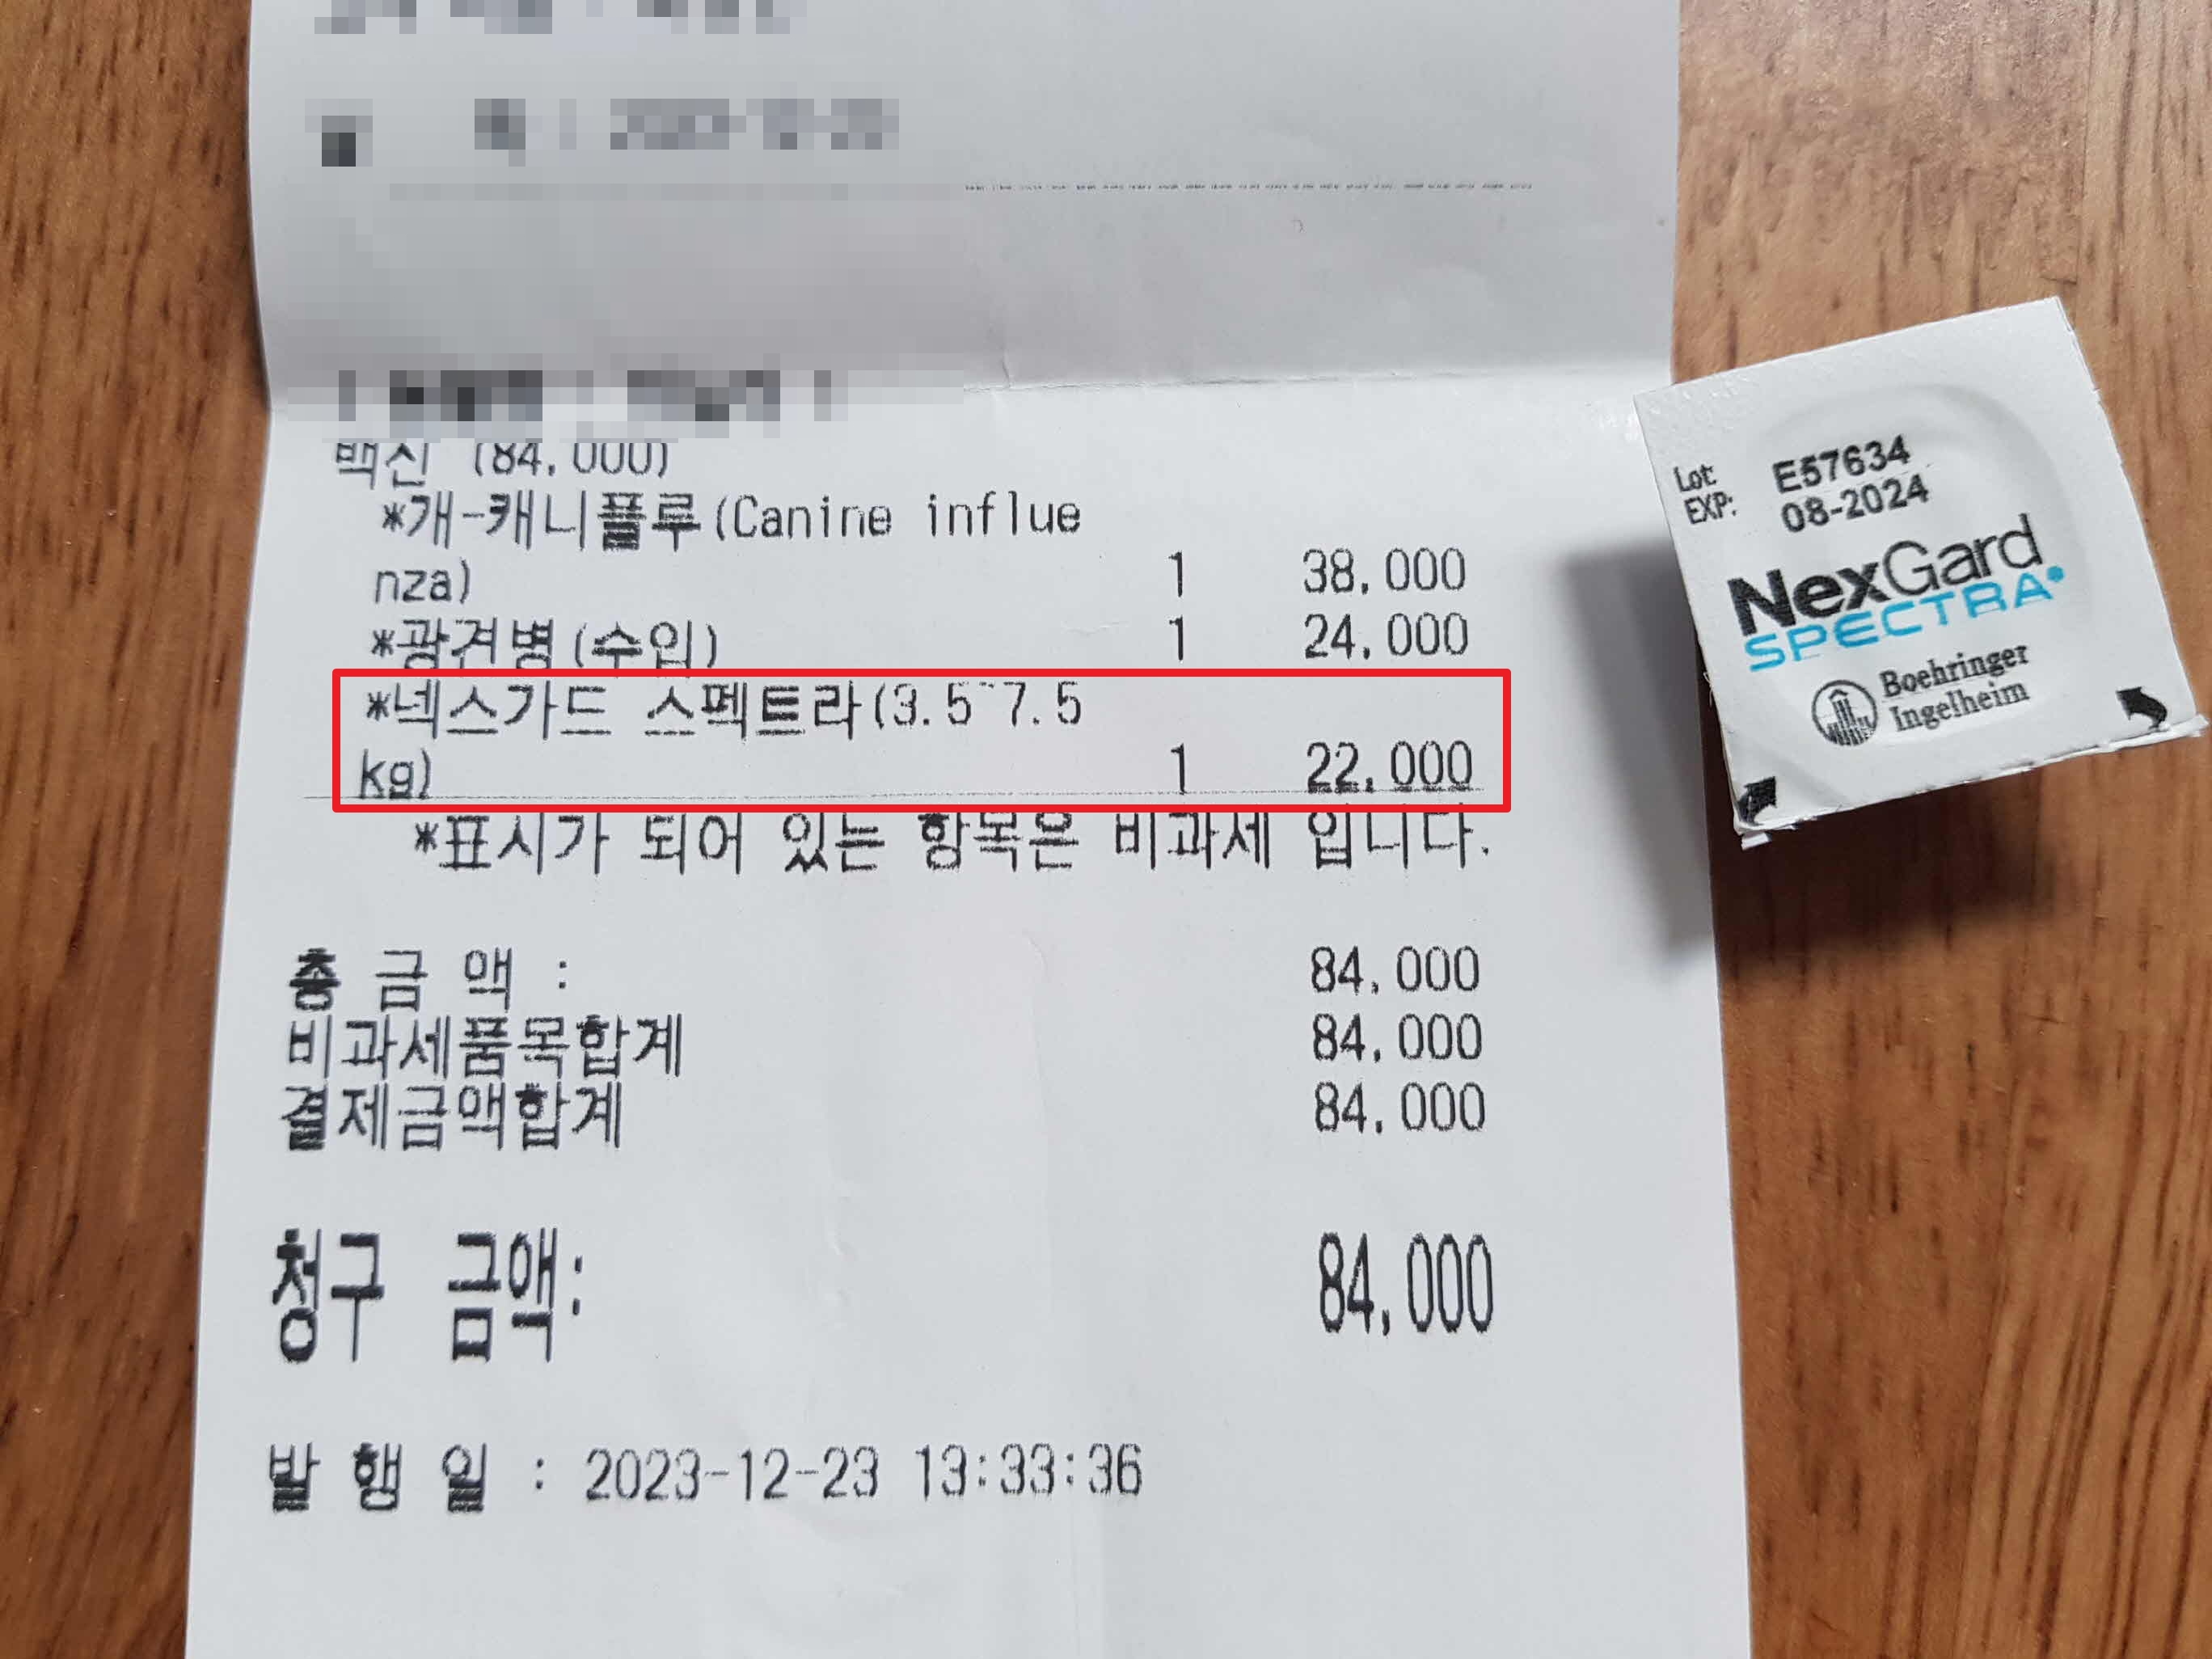 백신 (84,000)
*개-캐니플루(Canine influe
nza) 1 38,000
*광견병(수입) 1 24,000
*넥스가드 스펙트라(3.5~7.5
kg) 1 22,000
*표시가 되어 있는 항목은 비과세 입니다.
총 금 액 : 84,000
비과세품목합계 84,000
결제금액합계 84,000
청구 금액: 84,000
발 행 일 : 2023-12-23 13:33:36
Lot: E57634
EXP: 08-2024
NexGard
SPECTRA
Boehringer
Ingelheim